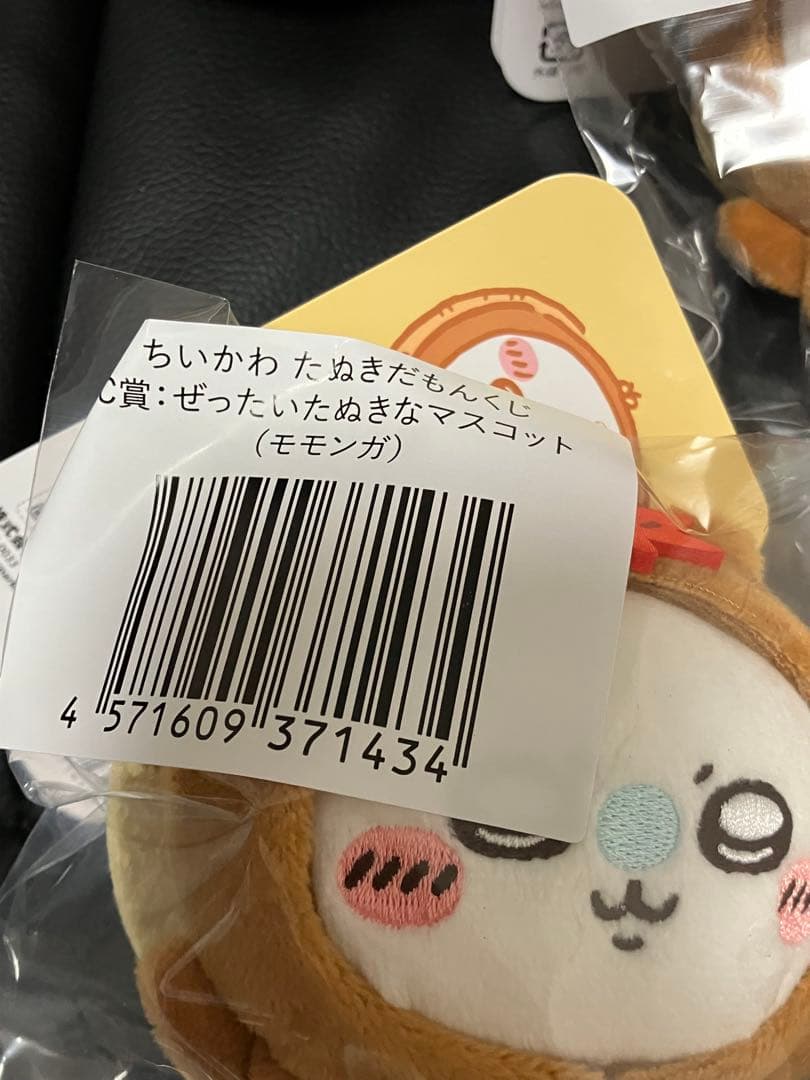 ちいかわ たぬきだもんくじ
C賞：ぜったいたぬきなマスコット
(モモンガ)
4 571609 371434